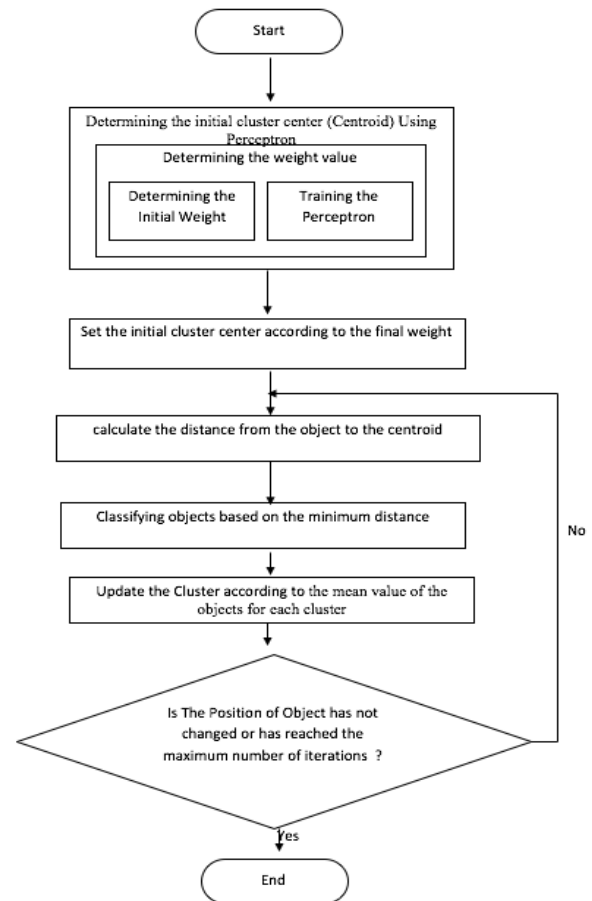 Start
Determining the initial cluster center (Centroid) Using
Perceptron
Determining the weight value
Determining the
Initial Weight
Training the
Perceptron
Set the initial cluster center according to the final weight
calculate the distance from the object to the centroid
Classifying objects based on the minimum distance
No
Update the Cluster according to the mean value of the
objects for each cluster
Is The Position of Object has not
changed or has reached the
maximum number of iterations ?
Yes
End